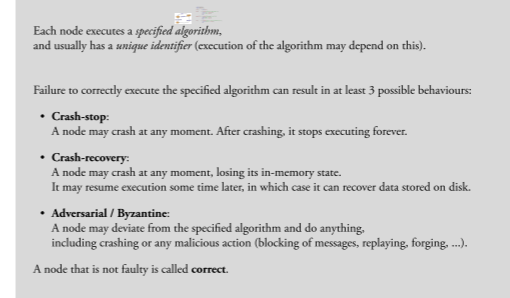 Each node executes a specified algorithm,
and usually has a unique identifier (execution of the algorithm may depend on this).
Failure to correctly execute the specified algorithm can result in at least 3 possible behaviours:
• Crash-stop:
A node may crash at any moment. After crashing, it stops executing forever.
• Crash-recovery:
A node may crash at any moment, losing its in-memory state.
It may resume execution some time later, in which case it can recover data stored on disk.
• Adversarial / Byzantine:
A node may deviate from the specified algorithm and do anything,
including crashing or any malicious action (blocking of messages, replaying, forging, ...).
A node that is not faulty is called correct.